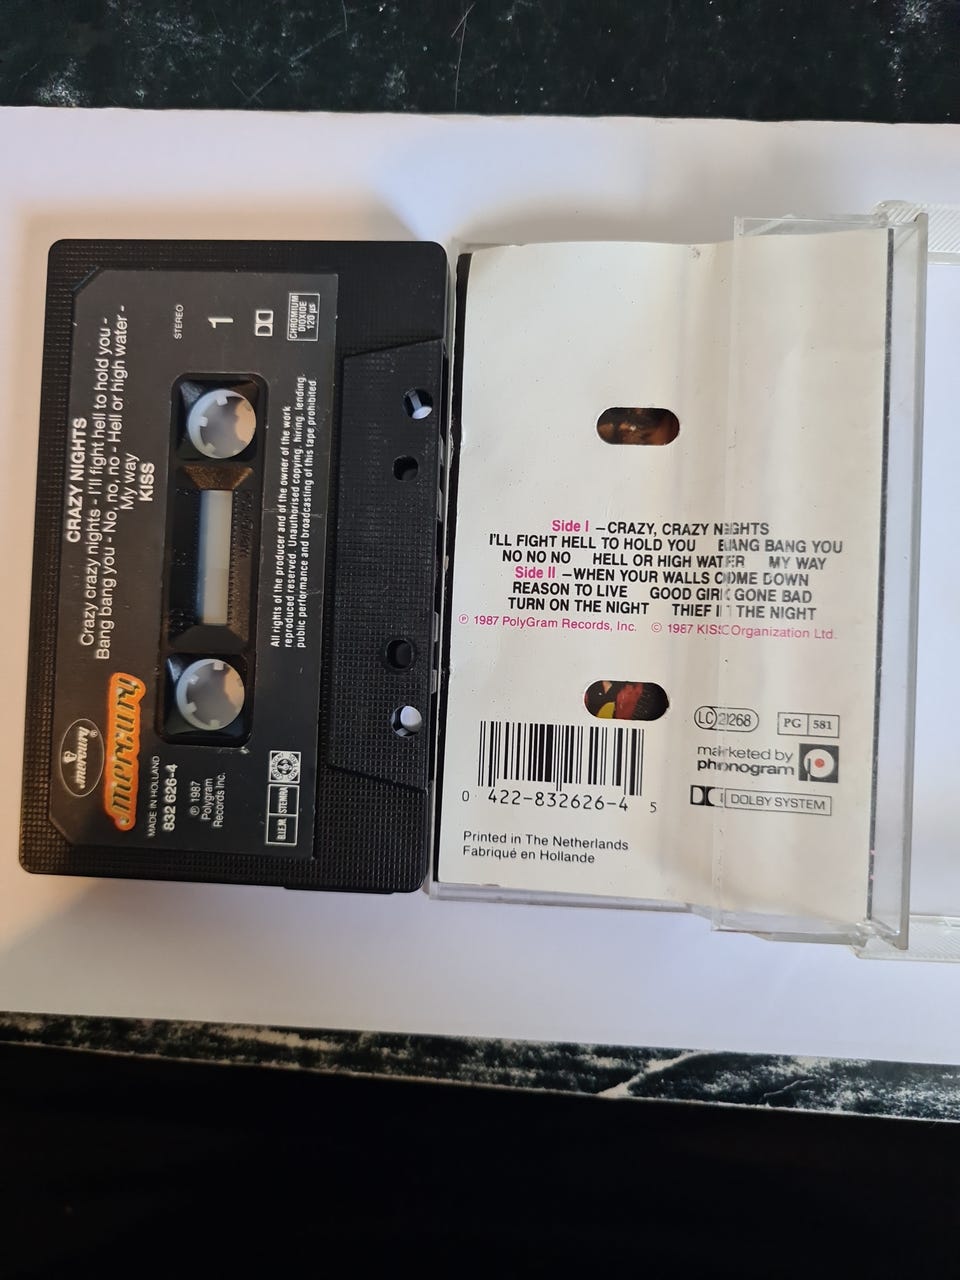 CRAZY NIGHTS
Crazy crazy nights - I'll fight hell to hold you -
Bang bang you - No, no, no - Hell or high water -
My way
KISS
STEREO
1
CHROMIUM
DIOXIDE
120 µs
mercury
mercury
MADE IN HOLLAND
832 626-4
℗ 1987
Polygram
Records Inc.
B.I.E.M. STEMRA
All rights of the producer and of the owner of the work
reproduced reserved. Unauthorised copying, hiring, lending,
public performance and broadcasting of this tape prohibited
Side I – CRAZY, CRAZY NIGHTS
I'LL FIGHT HELL TO HOLD YOU BANG BANG YOU
NO NO NO HELL OR HIGH WATER MY WAY
Side II – WHEN YOUR WALLS COME DOWN
REASON TO LIVE GOOD GIRL GONE BAD
TURN ON THE NIGHT THIEF IN THE NIGHT
℗ 1987 PolyGram Records, Inc. © 1987 KISS Organization Ltd.
0 422-832626-4 5
LC 268
PG 581
marketed by
phonogram
DOLBY SYSTEM
Printed in The Netherlands
Fabriqué en Hollande